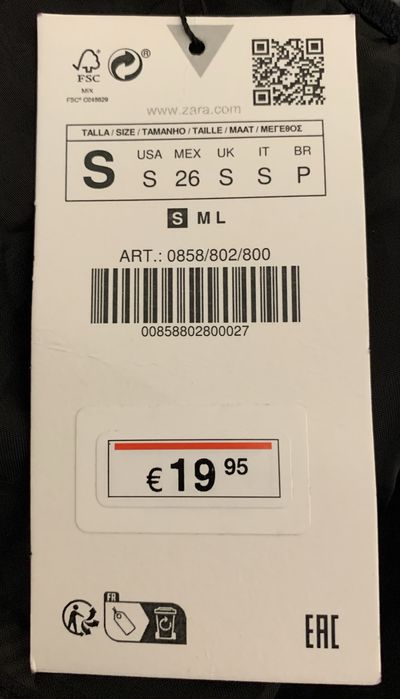 FSC
®
MIX
FSC® C048829
www.zara.com
TALLA / SIZE / TAMANHO / TAILLE / MAAT / ΜΕΓΕΘΟΣ
S USA MEX UK IT BR
S 26 S S P
S M L
ART.: 0858/802/800
00858802800027
€ 19 95
FR
EAC